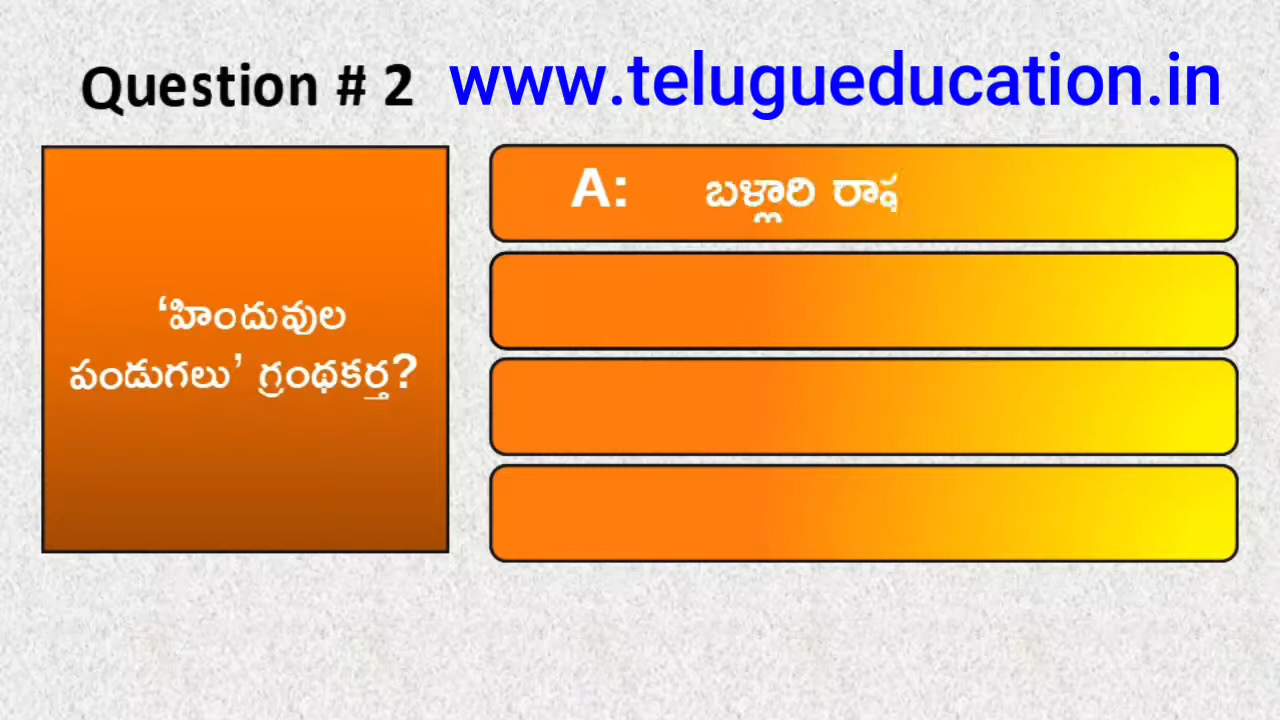 Question # 2 www.telugueducation.in
‘హిందువుల
పండుగలు’ గ్రంథకర్త?
A: బళ్లారి